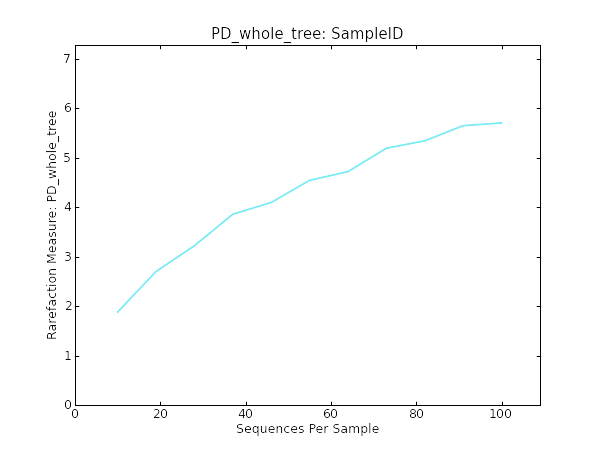 PD_whole_tree: SampleID
7
6
5
4
3
2
1
0
Rarefaction Measure: PD_whole_tree
0 20 40 60 80 100
Sequences Per Sample